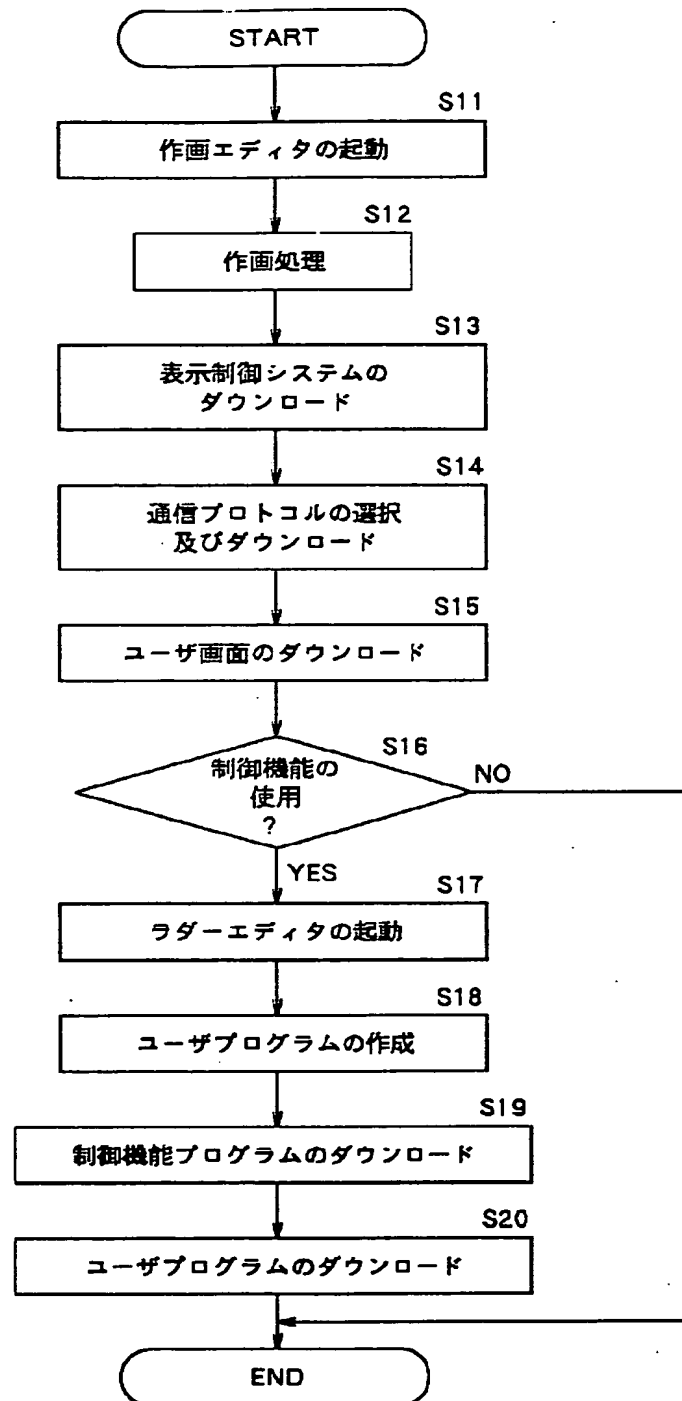 START
S11
作画エディタの起動
S12
作画処理
S13
表示制御システムの
ダウンロード
S14
通信プロトコルの選択
及びダウンロード
S15
ユーザ画面のダウンロード
S16
制御機能の
使用
?
NO
YES
S17
ラダーエディタの起動
S18
ユーザプログラムの作成
S19
制御機能プログラムのダウンロード
S20
ユーザプログラムのダウンロード
END